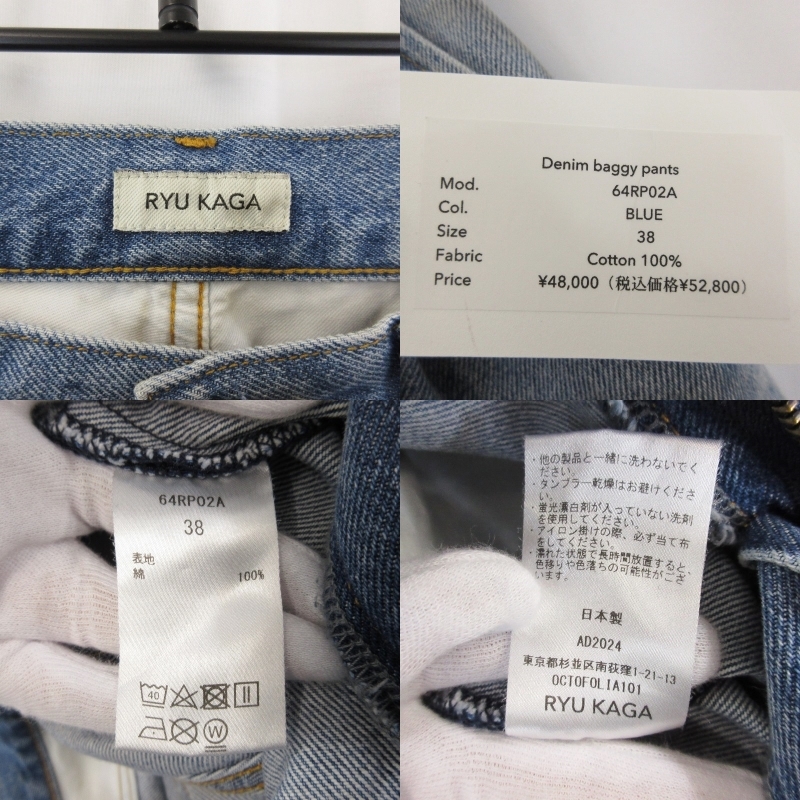 RYU KAGA
Denim baggy pants
Mod. 64RP02A
Col. BLUE
Size 38
Fabric Cotton 100%
Price ¥48,000（税込価格¥52,800）
64RP02A
38
表地
綿 100%
40
W
・他の製品と一緒に洗わないでく
ださい。
・タンブラー乾燥はお避けくださ
い。
・蛍光漂白剤が入っていない洗剤
を使用してください。
・アイロン掛けの際、必ず当て布
をしてください。
・濡れた状態で長時間放置すると、
色移りや色落ちの可能性がござ
います。
日本製
AD2024
東京都杉並区南荻窪1-21-13
OCTOFOLIA101
RYU KAGA